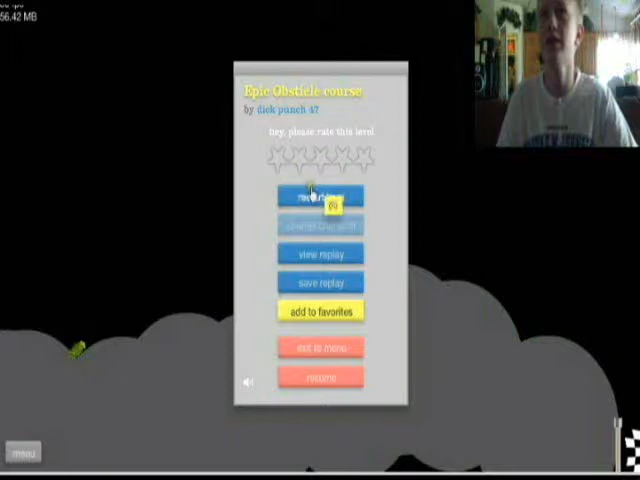 56.42 MB
Epic Obsticle course
by dick punch 47
hey, please rate this level
view replay
save replay
add to favorites
exit to menu
resume
menu